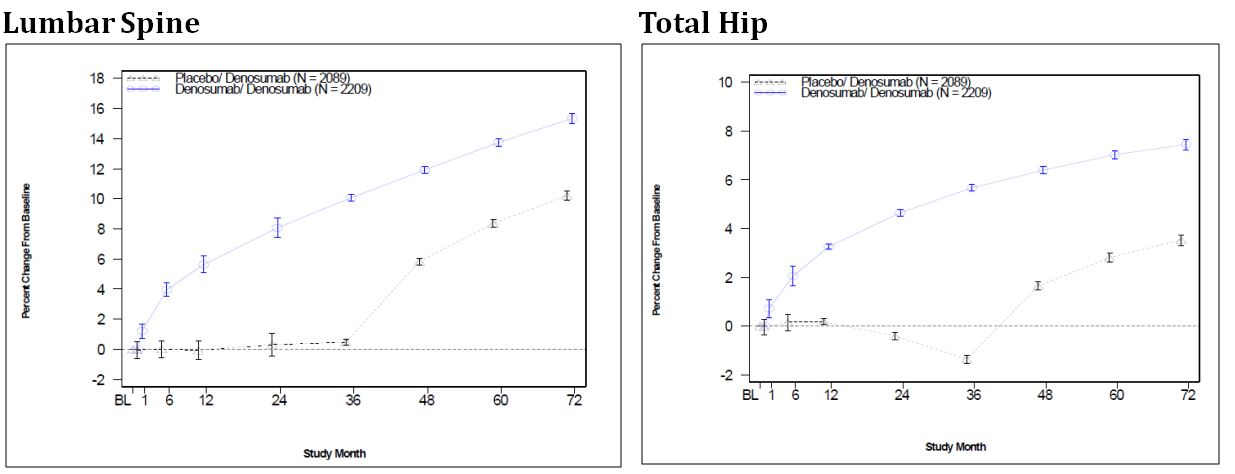 Lumbar Spine
Placebo/ Denosumab (N = 2089)
Denosumab/ Denosumab (N = 2209)
18
16
14
12
10
8
6
4
2
0
-2
Percent Change From Baseline
BL 1 6 12 24 36 48 60 72
Study Month
Total Hip
Placebo/ Denosumab (N = 2089)
Denosumab/ Denosumab (N = 2209)
10
8
6
4
2
0
-2
Percent Change From Baseline
BL 1 6 12 24 36 48 60 72
Study Month